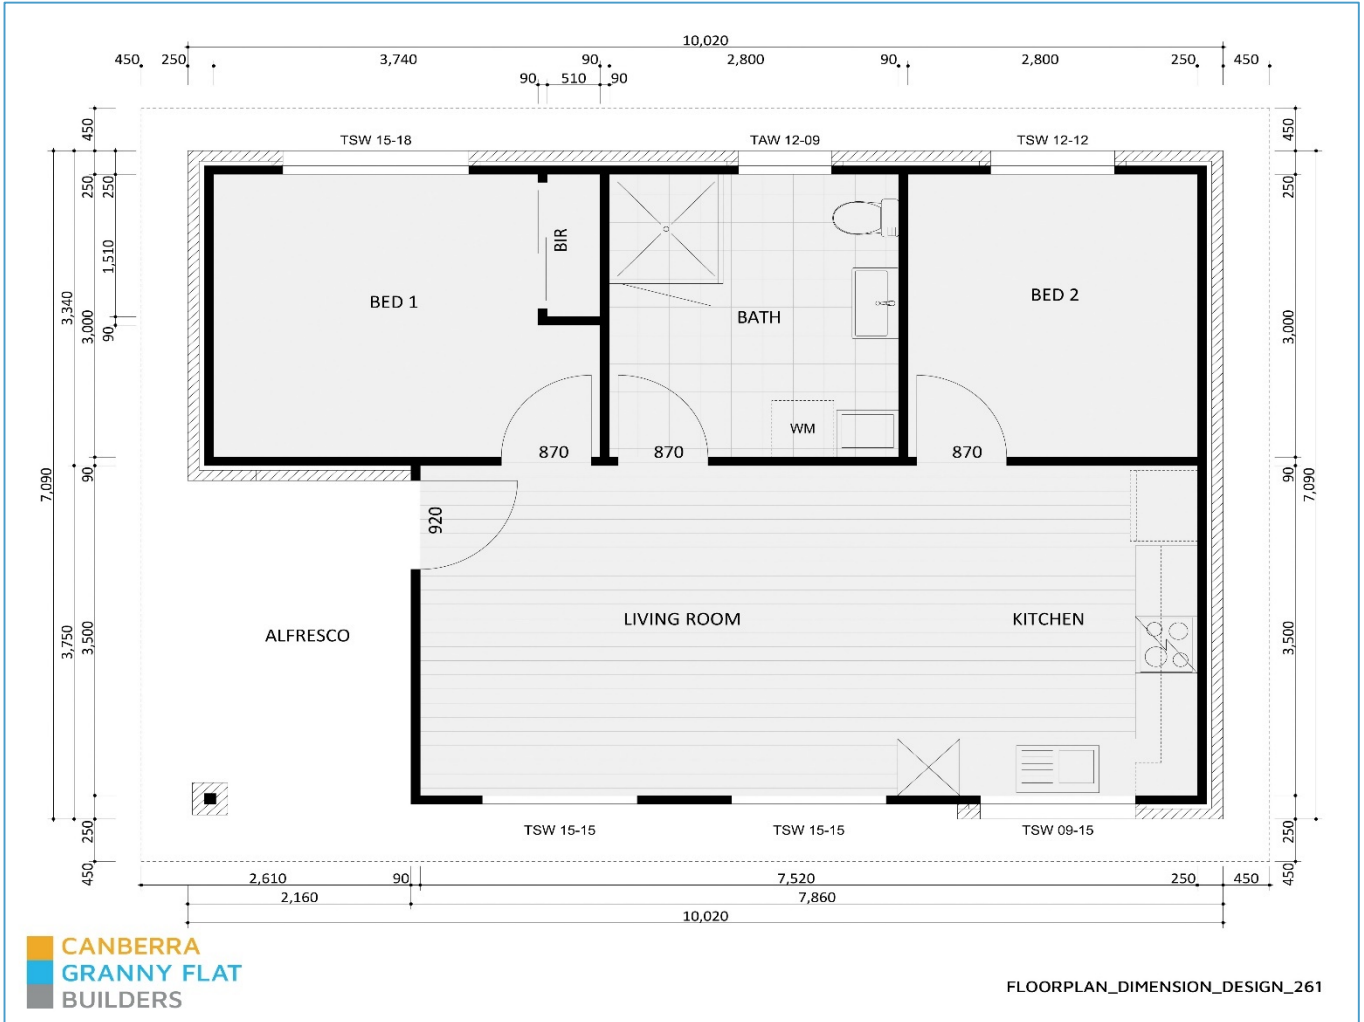 10,020
450 250 3,740 90 2,800 90 2,800 250 450
90 510 90
450
450
TSW 15-18
TAW 12-09
TSW 12-12
250
250
250
1,510
BIR
BED 1
BATH
BED 2
3,340
3,000
90
3,000
WM
870
870
870
90
90
7,090
7,090
920
ALFRESCO
LIVING ROOM
KITCHEN
3,750
3,500
3,500
250
250
TSW 15-15
TSW 15-15
TSW 09-15
450
450
2,610 90 7,520 250 450
2,160 7,860
10,020
CANBERRA
GRANNY FLAT
BUILDERS
FLOORPLAN_DIMENSION_DESIGN_261